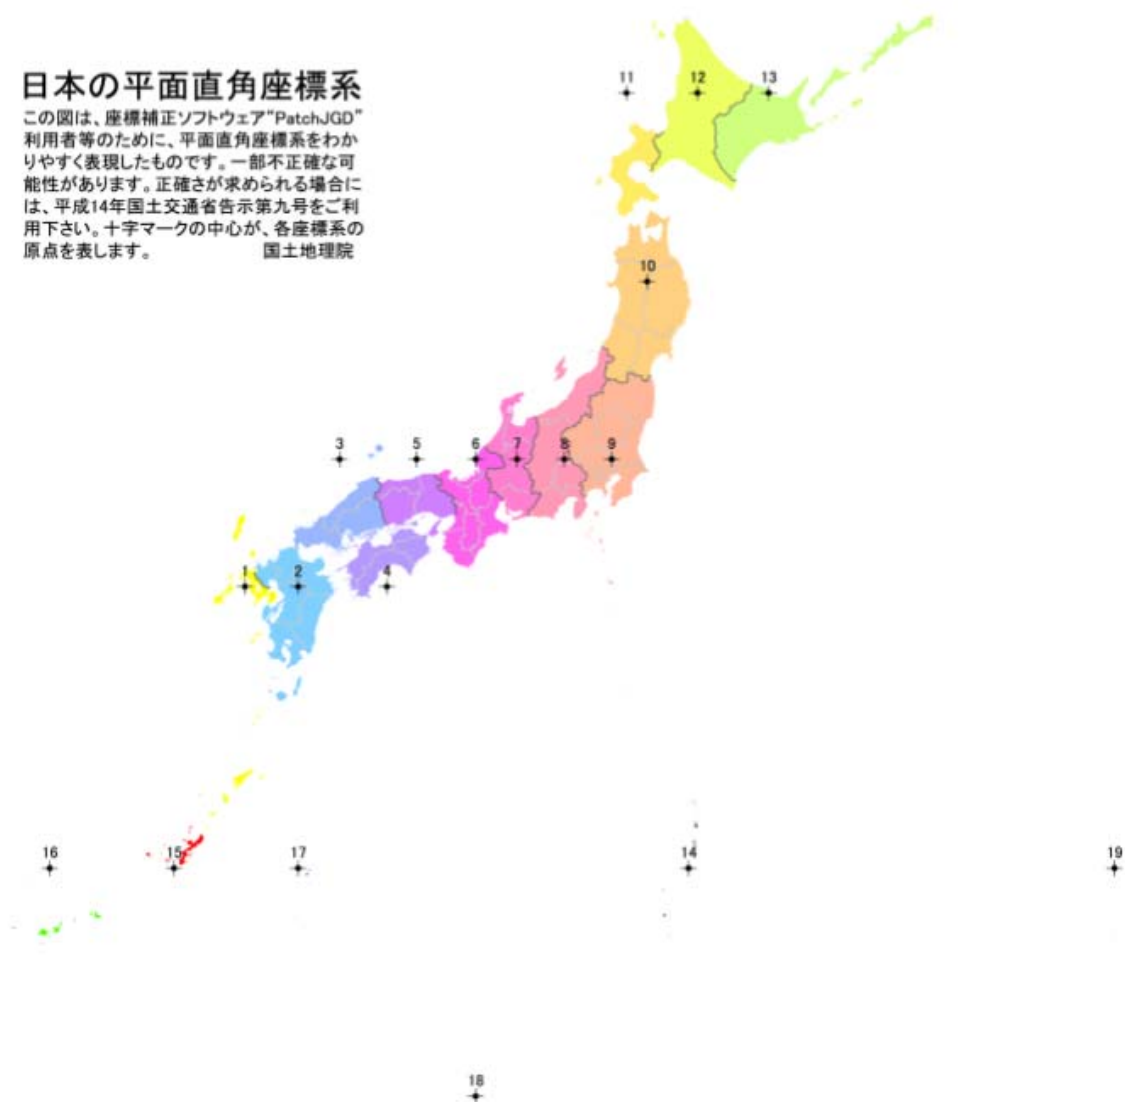 日本の平面直角座標系
この図は、座標補正ソフトウェア“PatchJGD”
利用者等のために、平面直角座標系をわか
りやすく表現したものです。一部不正確な可
能性があります。正確さが求められる場合に
は、平成14年国土交通省告示第九号をご利
用下さい。十字マークの中心が、各座標系の
原点を表します。 国土地理院
11 12 13
10
3 5 6 7 8 9
1 2 4
16 15 17 14 19
18